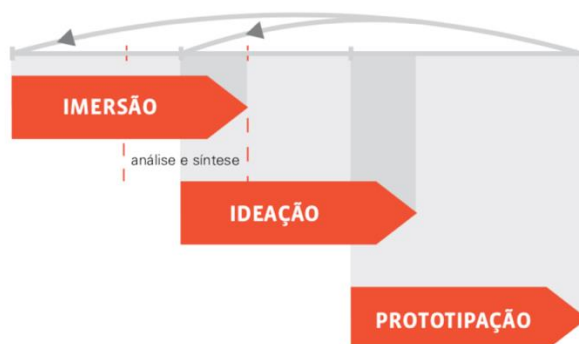 IMERSÃO
análise e síntese
IDEAÇÃO
PROTOTIPAÇÃO